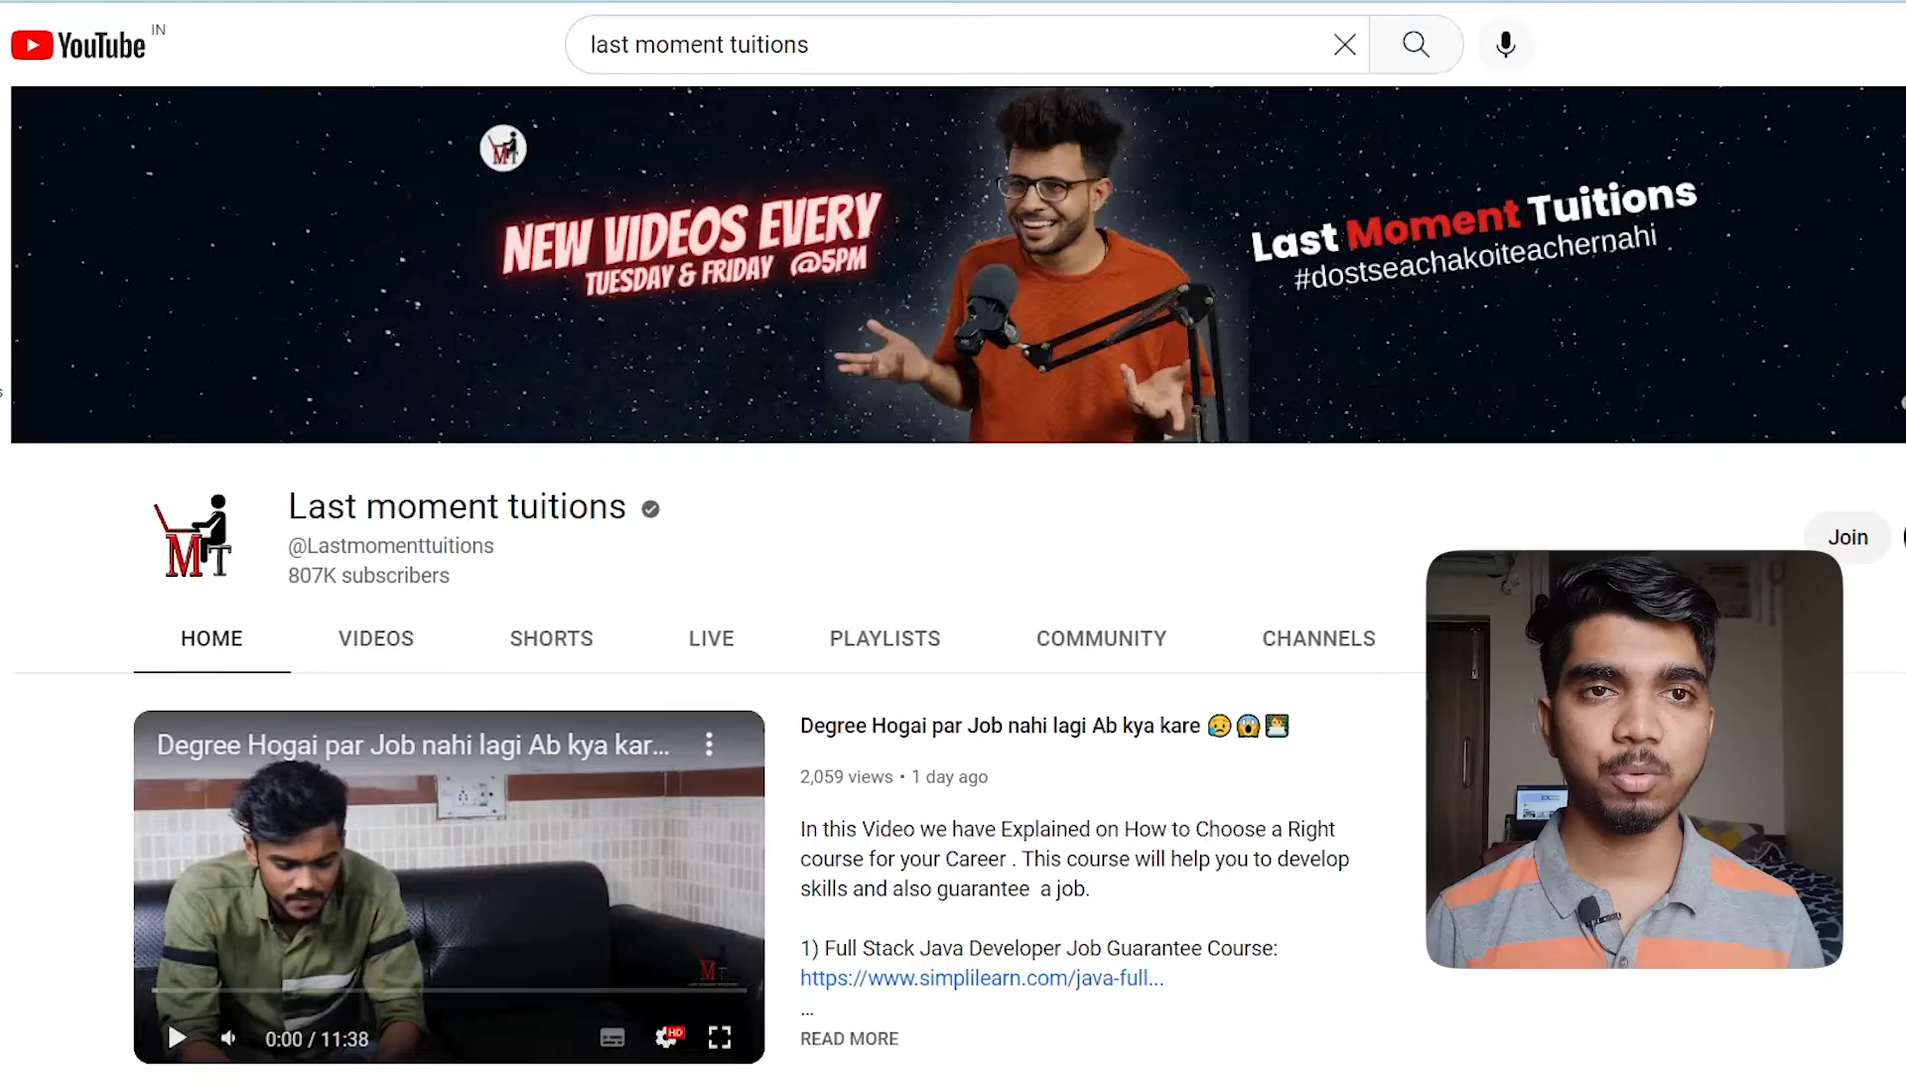 YouTube IN
last moment tuitions
NEW VIDEOS EVERY
TUESDAY & FRIDAY @5PM
Last Moment Tuitions
#dostseachakoiteachernahi
MT
Last moment tuitions
@Lastmomenttuitions
807K subscribers
Join
HOME
VIDEOS
SHORTS
LIVE
PLAYLISTS
COMMUNITY
CHANNELS
Degree Hogai par Job nahi lagi Ab kya kar...
0:00 / 11:38
HD
Degree Hogai par Job nahi lagi Ab kya kare 😥😱👨‍💻
2,059 views • 1 day ago
In this Video we have Explained on How to Choose a Right
course for your Career . This course will help you to develop
skills and also guarantee  a job.
1) Full Stack Java Developer Job Guarantee Course:
https://www.simplilearn.com/java-full...
...
READ MORE